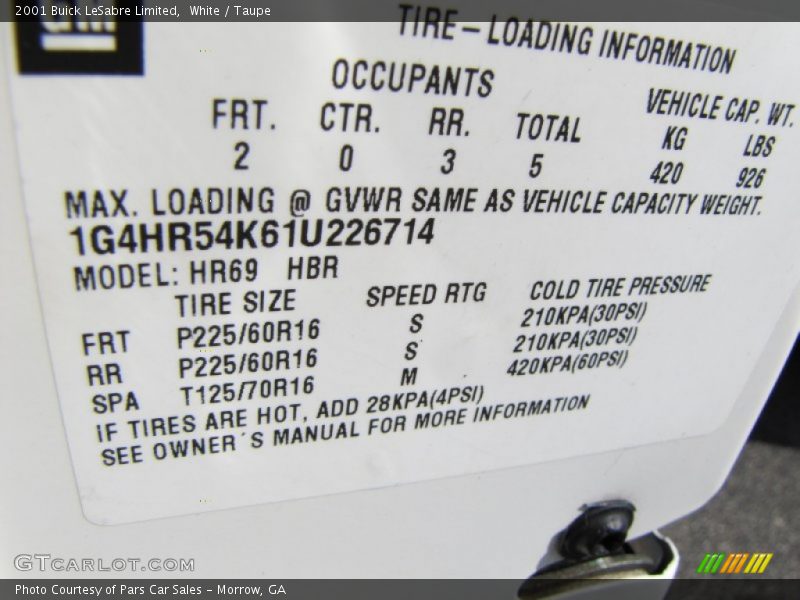 2001 Buick LeSabre Limited, White / Taupe
GM
TIRE-LOADING INFORMATION
OCCUPANTS VEHICLE CAP. WT.
FRT. CTR. RR. TOTAL KG LBS
2 0 3 5 420 926
MAX. LOADING @ GVWR SAME AS VEHICLE CAPACITY WEIGHT.
1G4HR54K61U226714
MODEL: HR69 HBR
TIRE SIZE SPEED RTG COLD TIRE PRESSURE
FRT P225/60R16 S 210KPA(30PSI)
RR P225/60R16 S 210KPA(30PSI)
SPA T125/70R16 M 420KPA(60PSI)
IF TIRES ARE HOT, ADD 28KPA(4PSI)
SEE OWNER´S MANUAL FOR MORE INFORMATION
GTCARLOT.COM
Photo Courtesy of Pars Car Sales - Morrow, GA